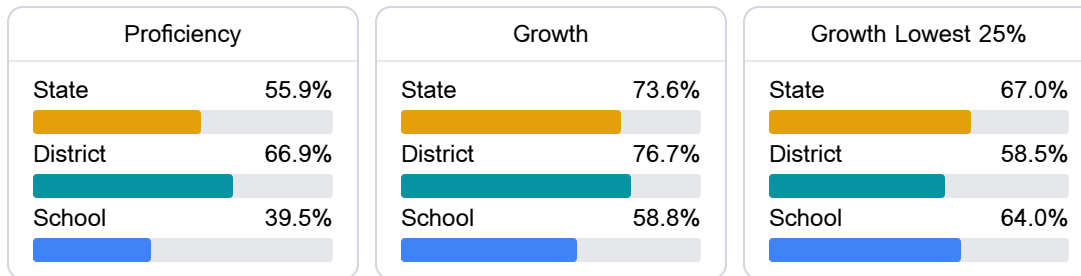 Proficiency
State 55.9%
District 66.9%
School 39.5%
Growth
State 73.6%
District 76.7%
School 58.8%
Growth Lowest 25%
State 67.0%
District 58.5%
School 64.0%